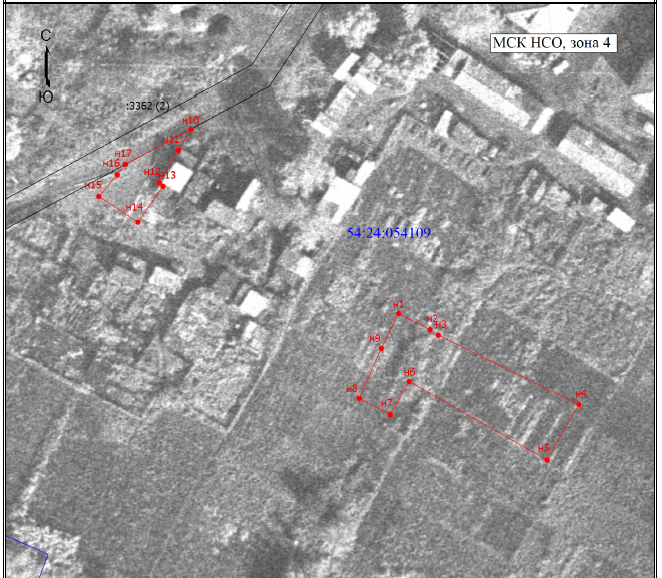 С
МСК НСО, зона 4
Ю
:3362 (2)
н10
н11
н17
н16
н12
н13
н15
н14
54:24:054109
н1
н2
н3
н9
н6
н8
н7
н4
н5